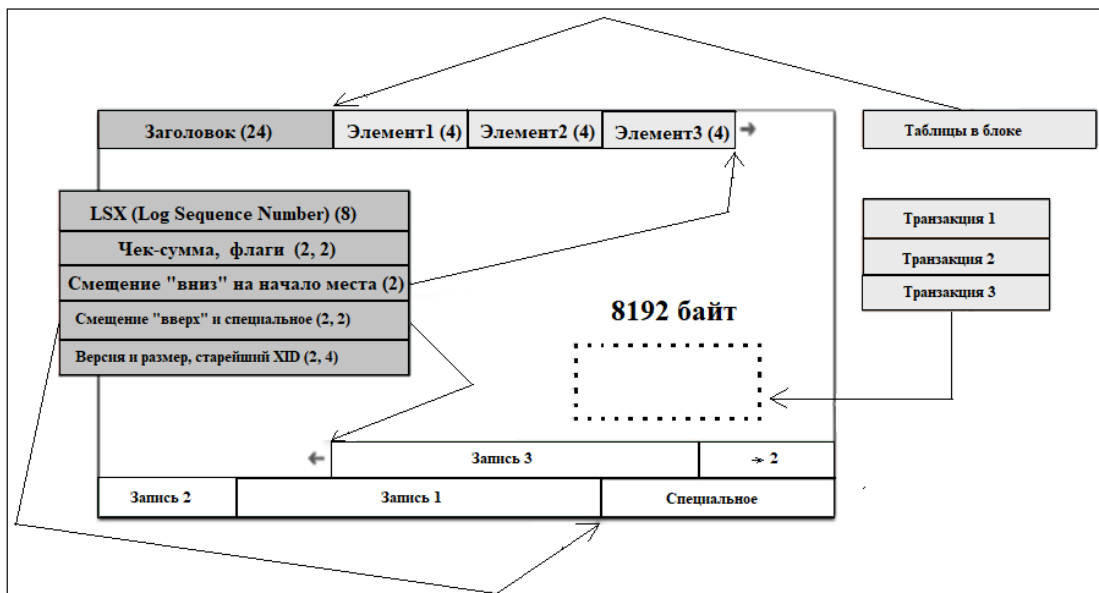 Заголовок (24)
Элемент1 (4)
Элемент2 (4)
Элемент3 (4)
Таблицы в блоке
LSX (Log Sequence Number) (8)
Чек-сумма, флаги (2, 2)
Смещение "вниз" на начало места (2)
Смещение "вверх" и специальное (2, 2)
Версия и размер, старейший XID (2, 4)
Транзакция 1
Транзакция 2
Транзакция 3
8192 байт
Запись 3
→ 2
Запись 2
Запись 1
Специальное